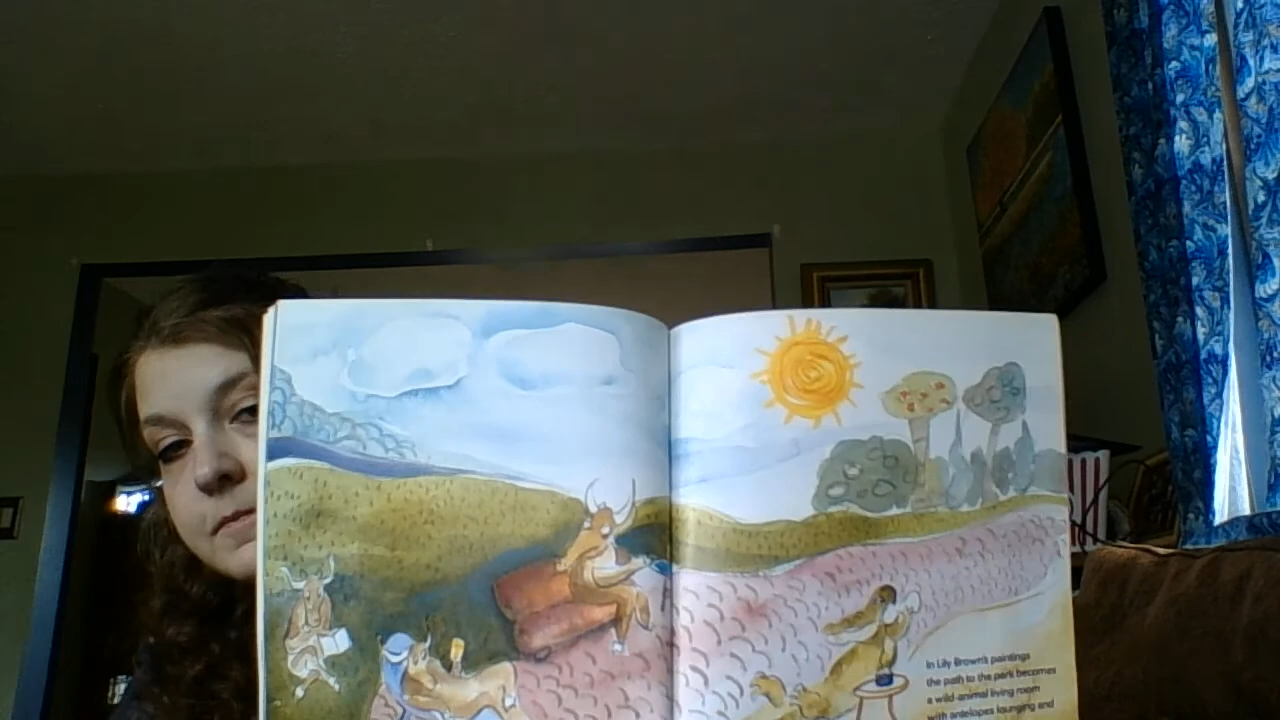 In Lily Brown's paintings
the path to the park becomes
a wild-animal living room
with antelopes lounging and